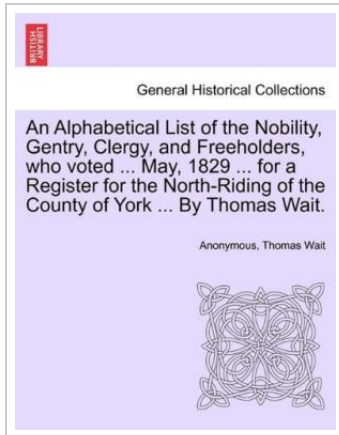 BRITISH
LIBRARY
General Historical Collections
An Alphabetical List of the Nobility,
Gentry, Clergy, and Freeholders,
who voted ... May, 1829 ... for a
Register for the North-Riding of the
County of York ... By Thomas Wait.
Anonymous, Thomas Wait